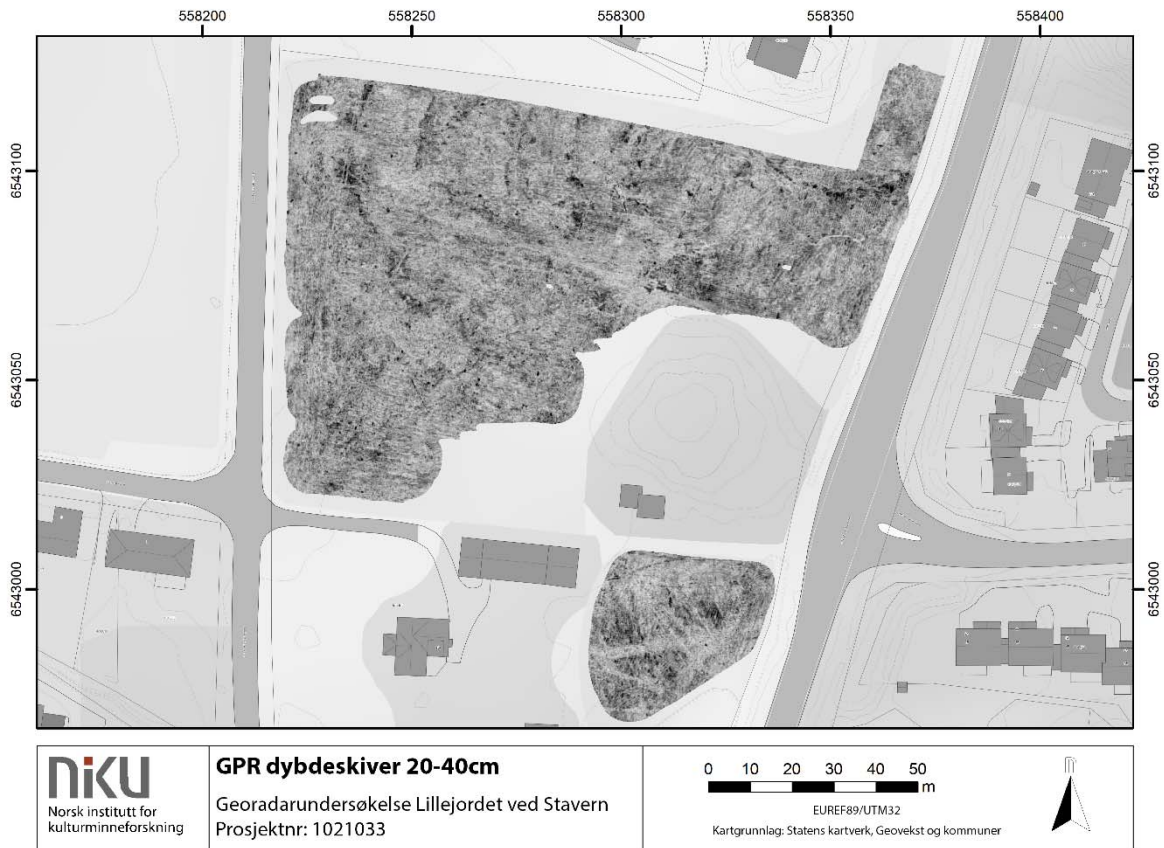 558200 558250 558300 558350 558400
6543100 6543100
6543050 6543050
6543000 6543000
NIKU
Norsk institutt for
kulturminneforskning
GPR dybdeskiver 20-40cm
Georadarundersøkelse Lillejordet ved Stavern
Prosjektnr: 1021033
0 10 20 30 40 50
m
EUREF89/UTM32
Kartgrunnlag: Statens kartverk, Geovekst og kommuner